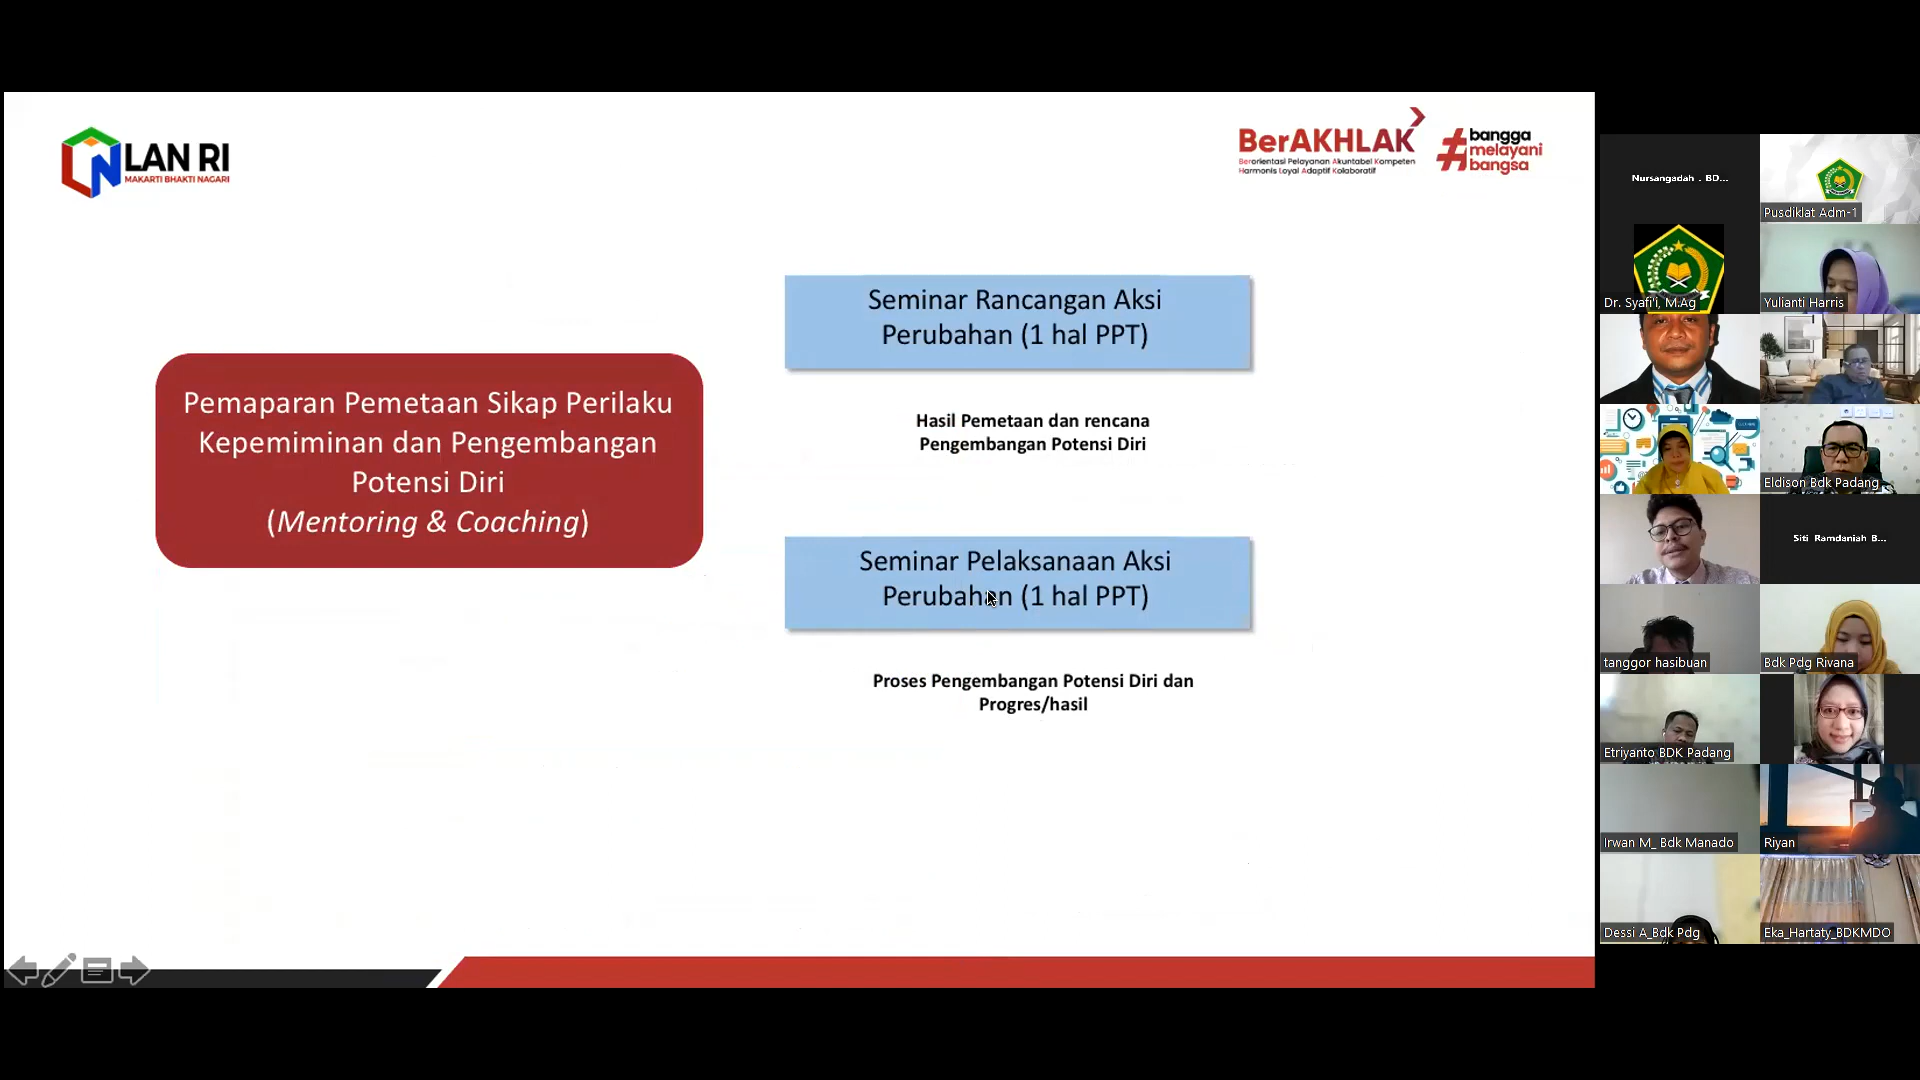 LAN RI
MAKARTI BHAKTI NAGARI
BerAKHLAK
Berorientasi Pelayanan Akuntabel Kompeten
Harmonis Loyal Adaptif Kolaboratif
#bangga
melayani
bangsa
Pemaparan Pemetaan Sikap Perilaku
Kepemiminan dan Pengembangan
Potensi Diri
(Mentoring & Coaching)
Seminar Rancangan Aksi
Perubahan (1 hal PPT)
Hasil Pemetaan dan rencana
Pengembangan Potensi Diri
Seminar Pelaksanaan Aksi
Perubahan (1 hal PPT)
Proses Pengembangan Potensi Diri dan
Progres/hasil
Nursangadah . BD...
Pusdiklat Adm-1
Dr. Syafi'i, M.Ag
Yulianti Harris
Eldison Bdk Padang
Siti Ramdaniah B...
tanggor hasibuan
Bdk Pdg Rivana
Etriyanto BDK Padang
Irwan M_ Bdk Manado
Riyan
Dessi A_Bdk Pdg
Eka_Hartaty_BDKMDO